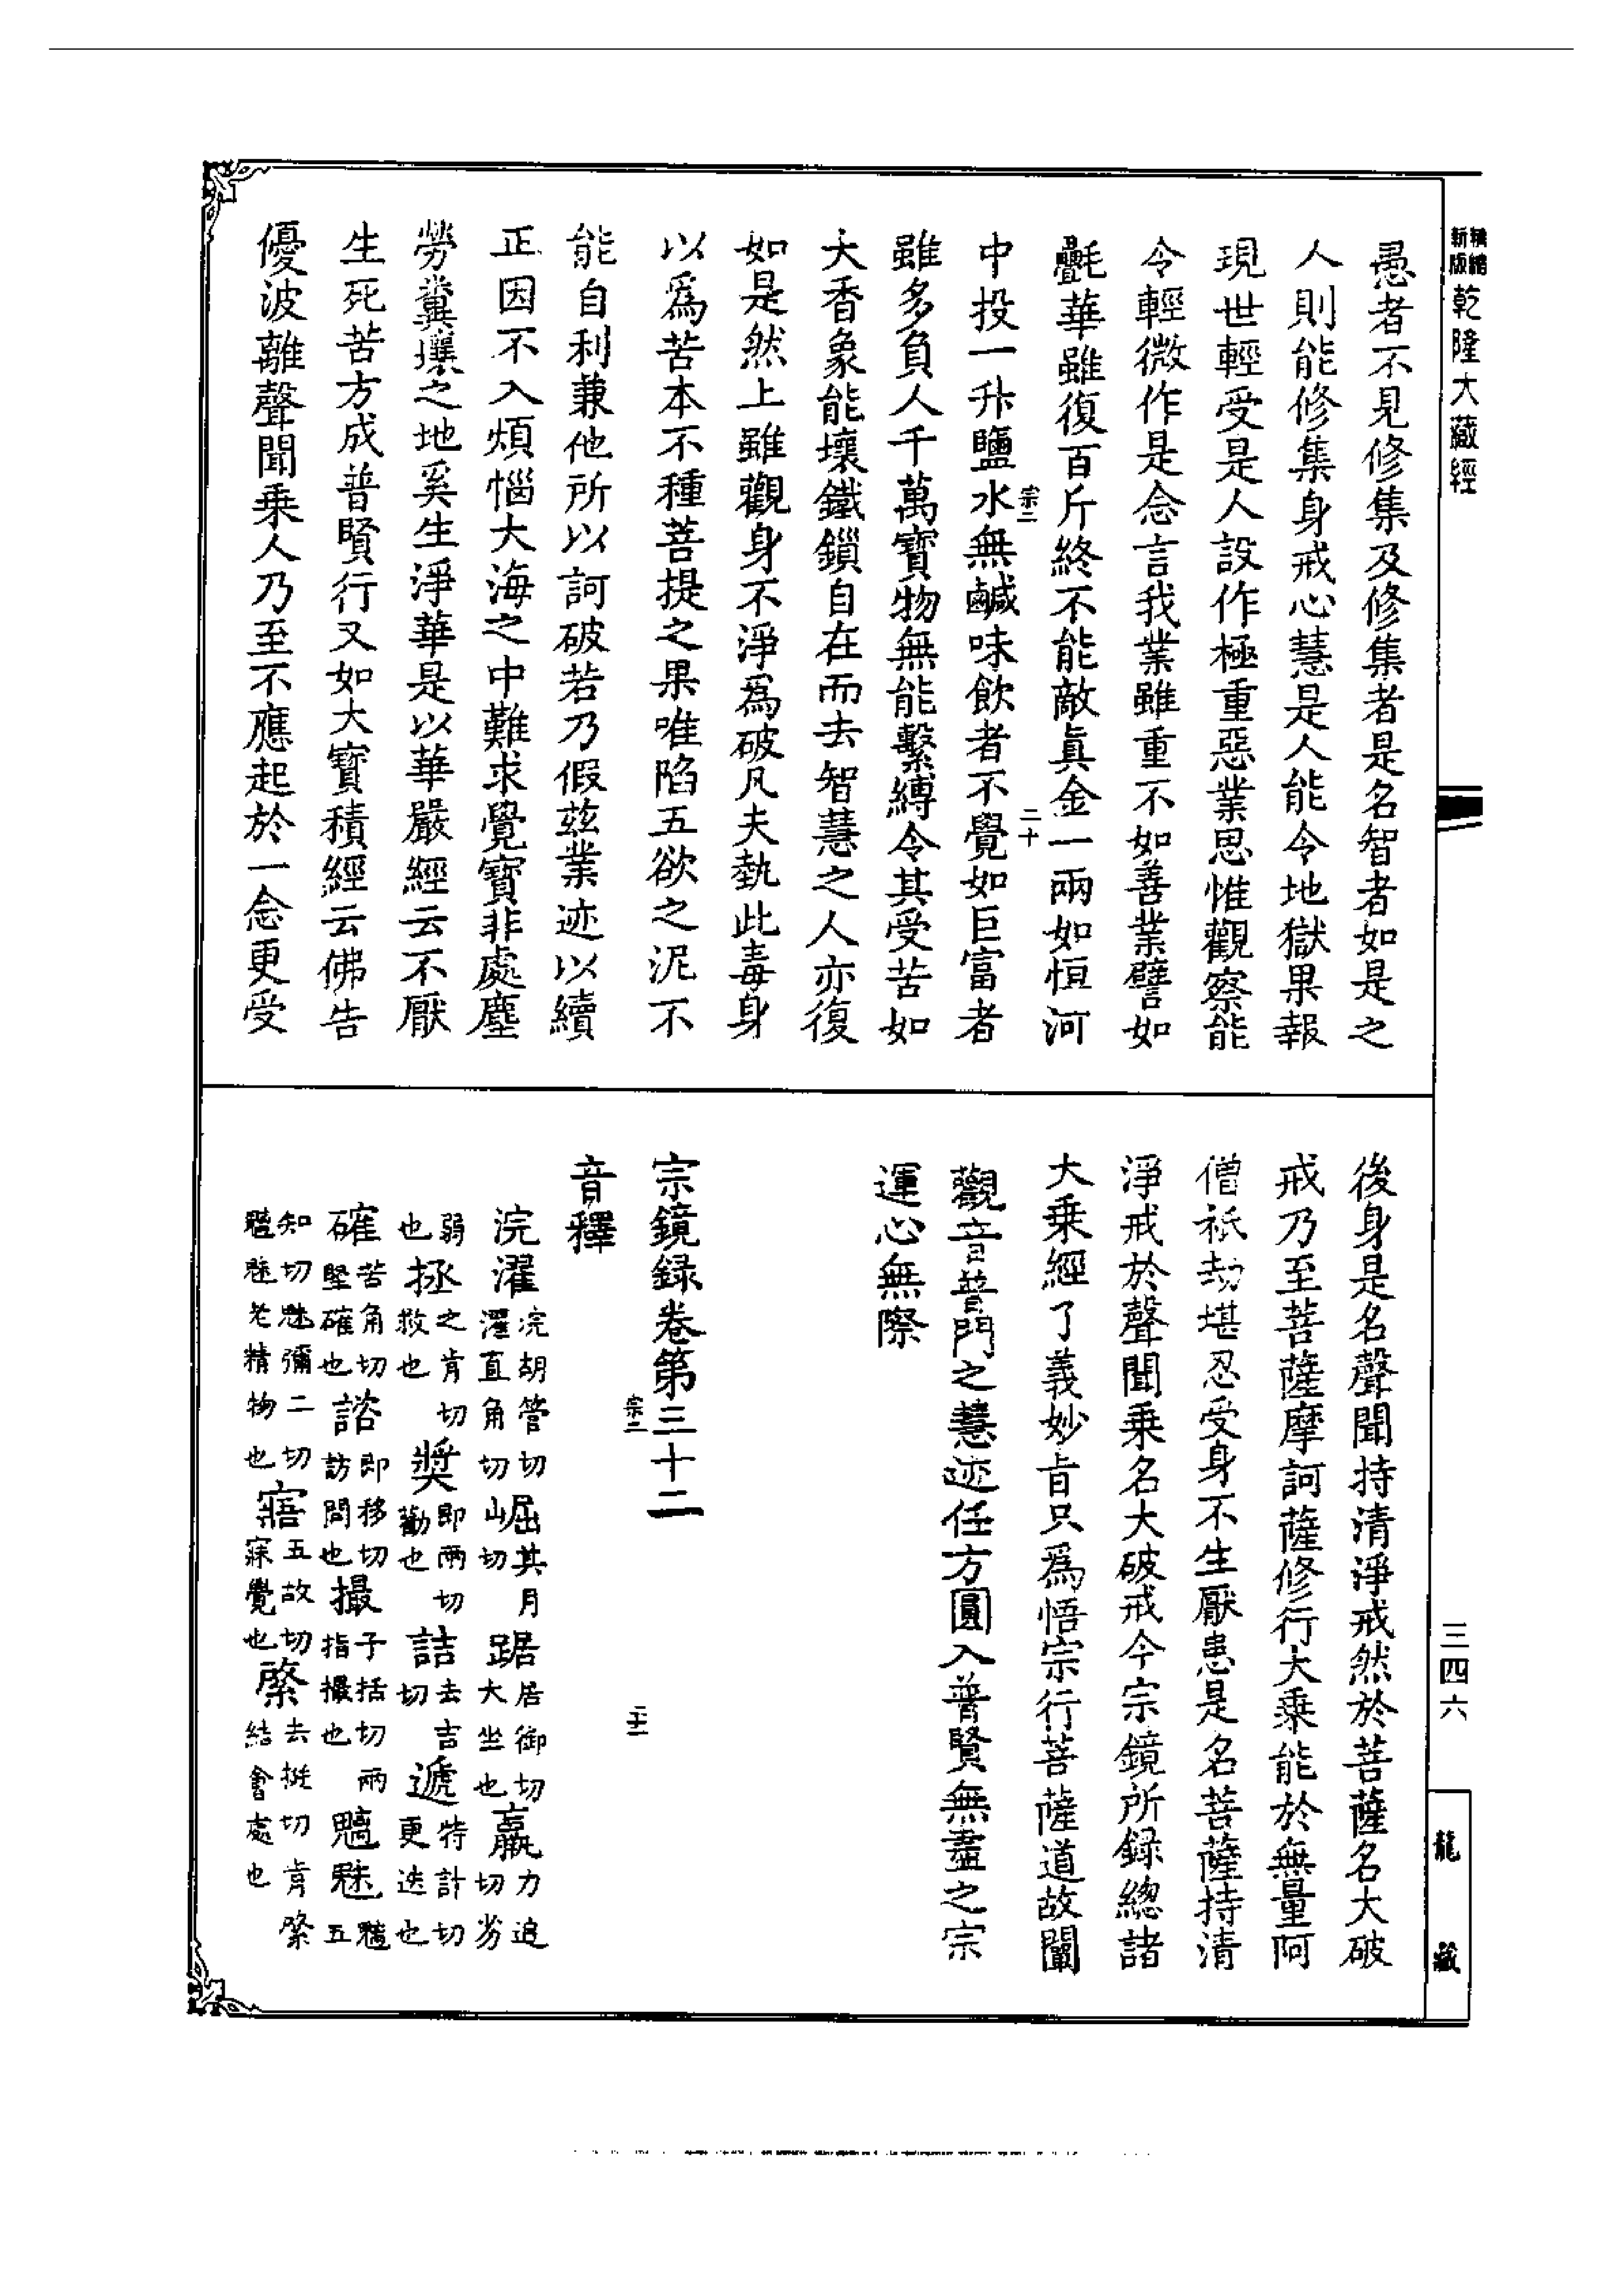 新編縮版乾隆大藏經
愚者不見修集及修集者是名智者如是之
人則能修集身戒心慧是人能令地獄果報
現世輕受是人設作極重惡業思惟觀察能
令輕微作是念言我業雖重不如善業譬如
氎華雖復百斤終不能敵真金一兩如恒河
宗二 二十
中投一升鹽水無鹹味飲者不覺如巨富者
雖多負人千萬寶物無能繫縛令其受苦如
大香象能壞鐵鎖自在而去智慧之人亦復
如是然上雖觀身不淨爲破凡夫執此毒身
以爲苦本不種菩提之果唯陷五欲之泥不
能自利兼他所以訶破若乃假茲業迹以續
正因不入煩惱大海之中難求覺寶非處塵
勞糞壤之地奚生淨華是以華嚴經云不厭
生死苦方成普賢行又如大寶積經云佛告
優波離聲聞乘人乃至不應起於一念更受
後身是名聲聞持清淨戒然於菩薩名大破
戒乃至菩薩摩訶薩修行大乘能於無量阿
僧祇劫堪忍受身不生厭患是名菩薩持清
淨戒於聲聞乘名大破戒今宗鏡所錄總諸
大乘經了義妙旨只爲悟宗行菩薩道故闡
觀音普門之慧迹任方圓入普賢無盡之宗
運心無際
宗鏡録卷第三十二
宗二
音釋
浣濯浣胡管切濯直角切崛其月切踞居御切大坐也羸力追切劣
弱也拯之肯切救也奬即兩切勸也詰去吉切遞特計切更迭也
確苦角切堅確也諮即移切訪問也撮子括切兩指撮也魑魅魑五
知切魅彌二切魑魅老精物也寤五故切寐覺也綮去挺切肯綮結會處也
三四六
龍藏